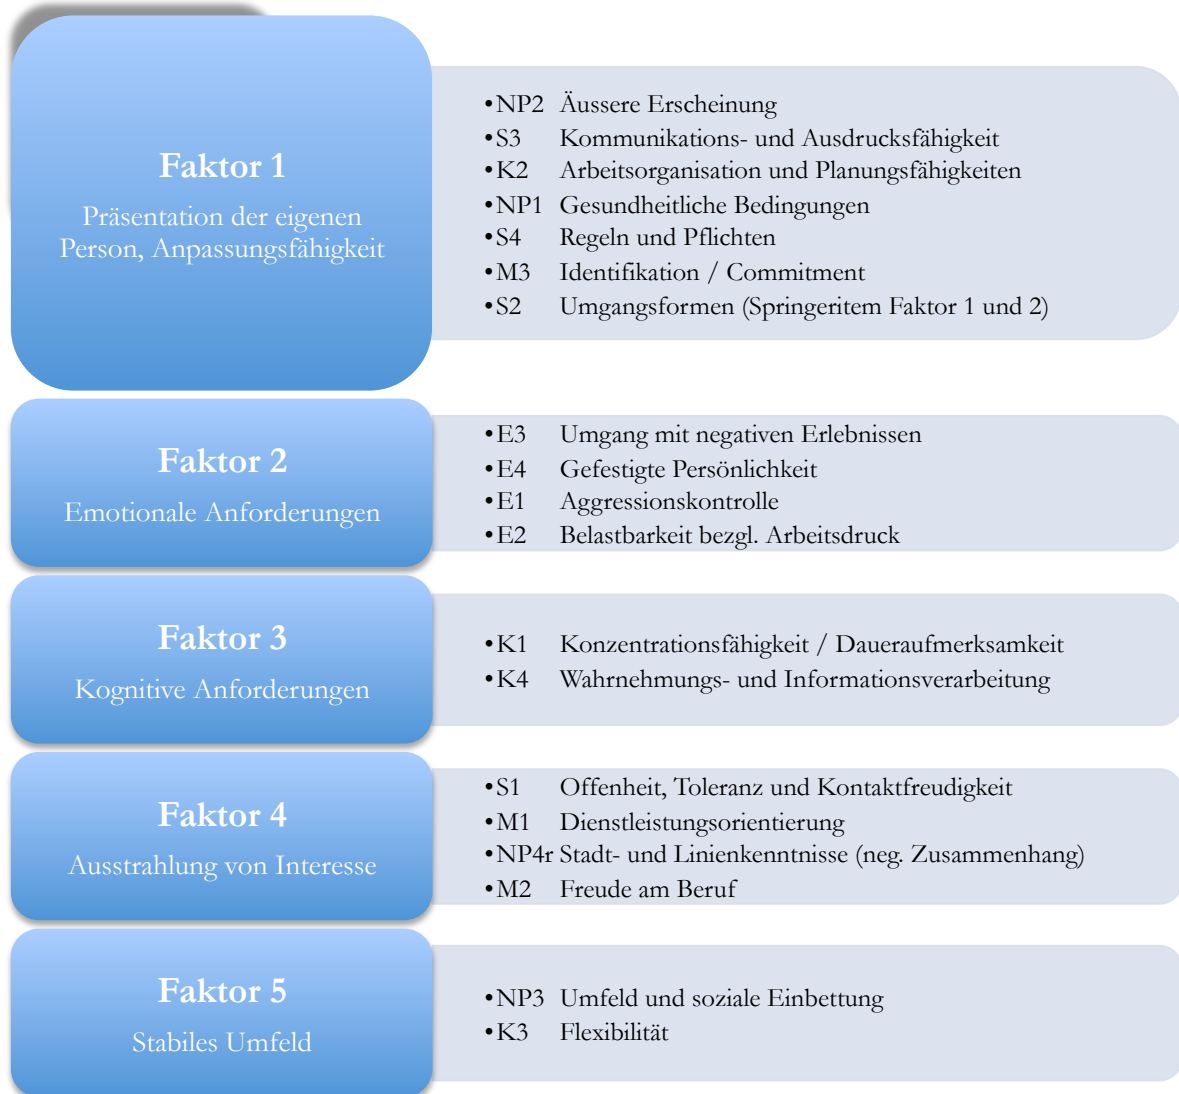 Faktor 1
Präsentation der eigenen
Person, Anpassungsfähigkeit
•NP2 Äussere Erscheinung
•S3 Kommunikations- und Ausdrucksfähigkeit
•K2 Arbeitsorganisation und Planungsfähigkeiten
•NP1 Gesundheitliche Bedingungen
•S4 Regeln und Pflichten
•M3 Identifikation / Commitment
•S2 Umgangsformen (Springeritem Faktor 1 und 2)
Faktor 2
Emotionale Anforderungen
•E3 Umgang mit negativen Erlebnissen
•E4 Gefestigte Persönlichkeit
•E1 Aggressionskontrolle
•E2 Belastbarkeit bezgl. Arbeitsdruck
Faktor 3
Kognitive Anforderungen
•K1 Konzentrationsfähigkeit / Daueraufmerksamkeit
•K4 Wahrnehmungs- und Informationsverarbeitung
Faktor 4
Ausstrahlung von Interesse
•S1 Offenheit, Toleranz und Kontaktfreudigkeit
•M1 Dienstleistungsorientierung
•NP4r Stadt- und Linienkenntnisse (neg. Zusammenhang)
•M2 Freude am Beruf
Faktor 5
Stabiles Umfeld
•NP3 Umfeld und soziale Einbettung
•K3 Flexibilität